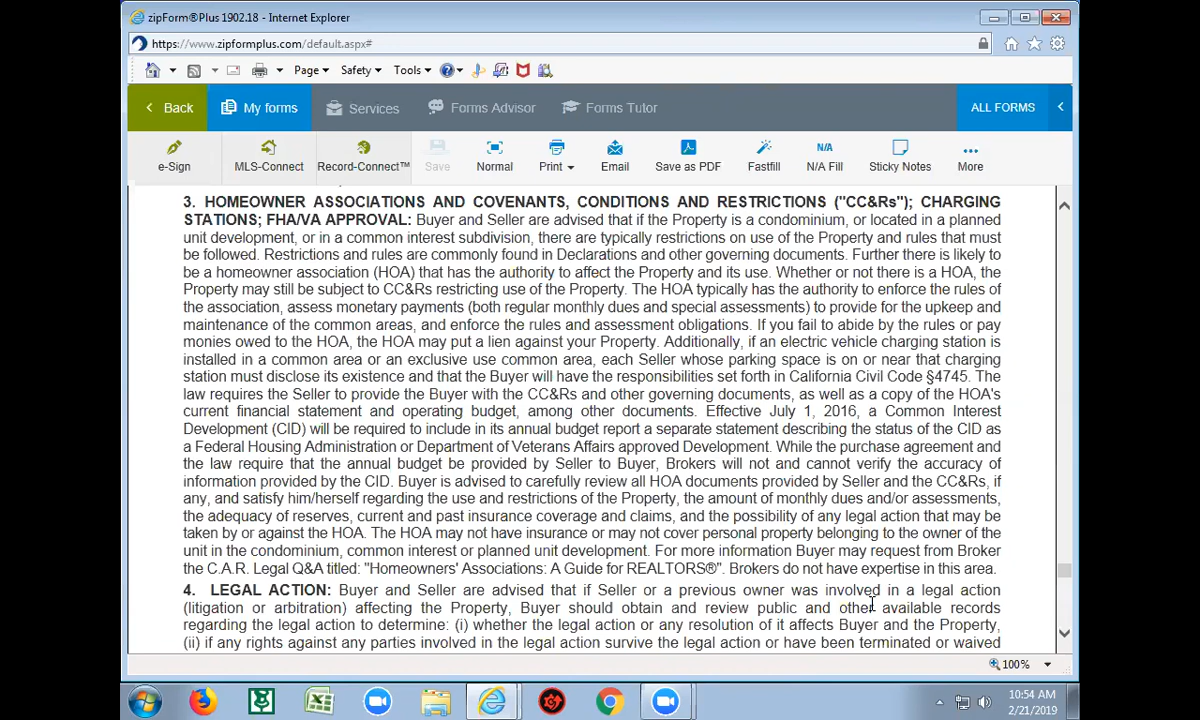 zipForm®Plus 1902.18 - Internet Explorer
https://www.zipformplus.com/default.aspx#
Page
Safety
Tools
Back
My forms
Services
Forms Advisor
Forms Tutor
ALL FORMS
e-Sign
MLS-Connect
Record-Connect™
Save
Normal
Print
Email
Save as PDF
Fastfill
N/A
N/A Fill
Sticky Notes
More
3. HOMEOWNER ASSOCIATIONS AND COVENANTS, CONDITIONS AND RESTRICTIONS ("CC&Rs"); CHARGING
STATIONS; FHA/VA APPROVAL: Buyer and Seller are advised that if the Property is a condominium, or located in a planned
unit development, or in a common interest subdivision, there are typically restrictions on use of the Property and rules that must
be followed. Restrictions and rules are commonly found in Declarations and other governing documents. Further there is likely to
be a homeowner association (HOA) that has the authority to affect the Property and its use. Whether or not there is a HOA, the
Property may still be subject to CC&Rs restricting use of the Property. The HOA typically has the authority to enforce the rules of
the association, assess monetary payments (both regular monthly dues and special assessments) to provide for the upkeep and
maintenance of the common areas, and enforce the rules and assessment obligations. If you fail to abide by the rules or pay
monies owed to the HOA, the HOA may put a lien against your Property. Additionally, if an electric vehicle charging station is
installed in a common area or an exclusive use common area, each Seller whose parking space is on or near that charging
station must disclose its existence and that the Buyer will have the responsibilities set forth in California Civil Code §4745. The
law requires the Seller to provide the Buyer with the CC&Rs and other governing documents, as well as a copy of the HOA's
current financial statement and operating budget, among other documents. Effective July 1, 2016, a Common Interest
Development (CID) will be required to include in its annual budget report a separate statement describing the status of the CID as
a Federal Housing Administration or Department of Veterans Affairs approved Development. While the purchase agreement and
the law require that the annual budget be provided by Seller to Buyer, Brokers will not and cannot verify the accuracy of
information provided by the CID. Buyer is advised to carefully review all HOA documents provided by Seller and the CC&Rs, if
any, and satisfy him/herself regarding the use and restrictions of the Property, the amount of monthly dues and/or assessments,
the adequacy of reserves, current and past insurance coverage and claims, and the possibility of any legal action that may be
taken by or against the HOA. The HOA may not have insurance or may not cover personal property belonging to the owner of the
unit in the condominium, common interest or planned unit development. For more information Buyer may request from Broker
the C.A.R. Legal Q&A titled: "Homeowners' Associations: A Guide for REALTORS®". Brokers do not have expertise in this area.
4. LEGAL ACTION: Buyer and Seller are advised that if Seller or a previous owner was involved in a legal action
(litigation or arbitration) affecting the Property, Buyer should obtain and review public and other available records
regarding the legal action to determine: (i) whether the legal action or any resolution of it affects Buyer and the Property,
(ii) if any rights against any parties involved in the legal action survive the legal action or have been terminated or waived
100%
10:54 AM
2/21/2019